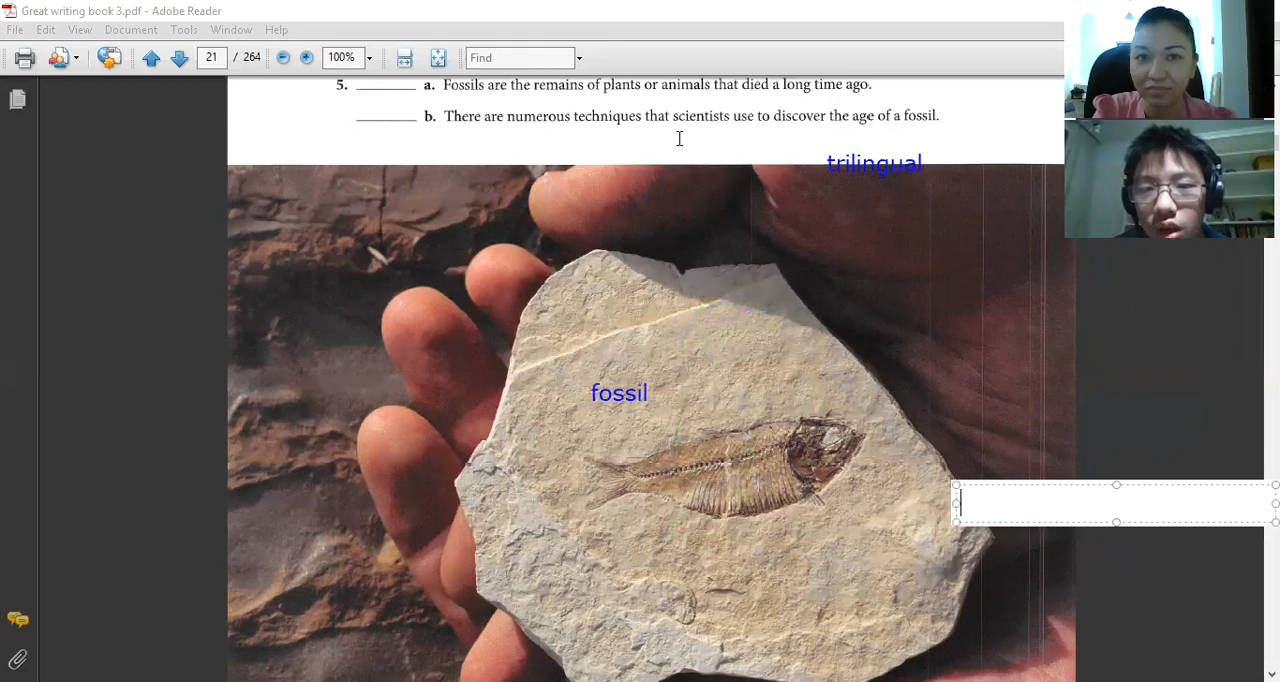 Great writing book 3.pdf - Adobe Reader
File Edit View Document Tools Window Help
21 / 264 100% Find
5. ______ a. Fossils are the remains of plants or animals that died a long time ago.
______ b. There are numerous techniques that scientists use to discover the age of a fossil.
trilingual
fossil